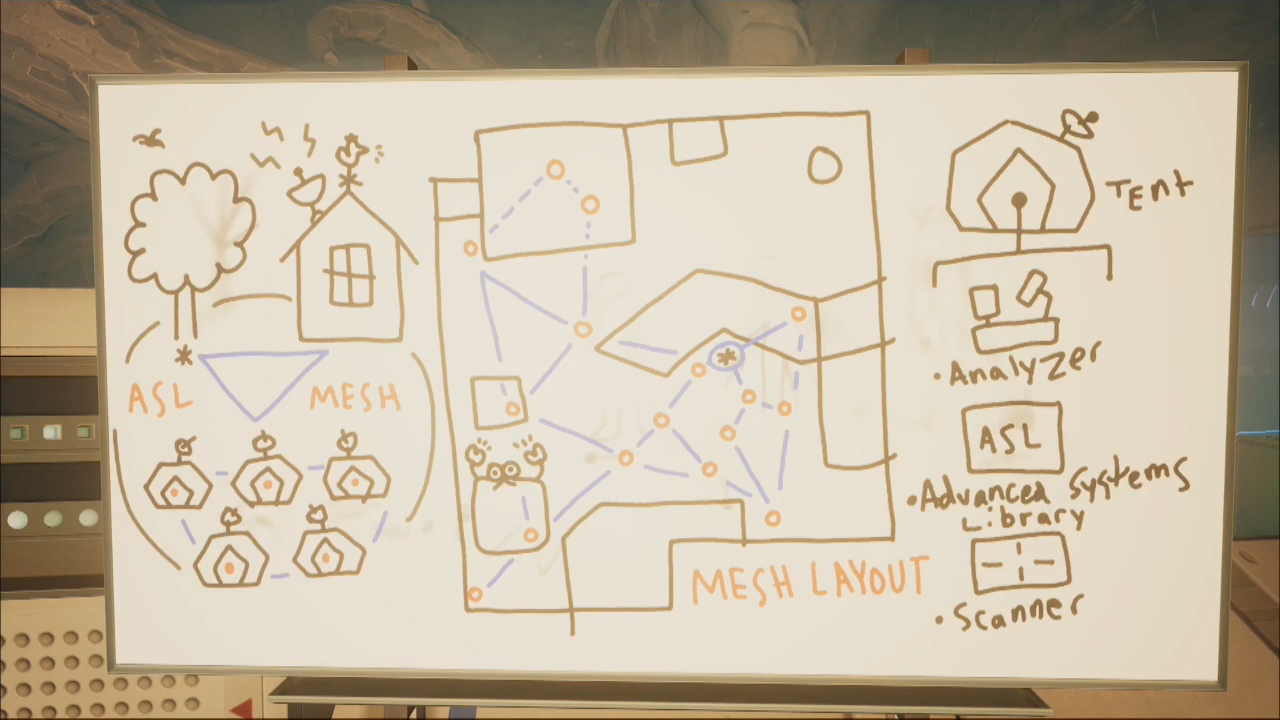 ASL
MESH
MESH LAYOUT
TENT
• Analyzer
ASL
• Advanced Systems
Library
• Scanner